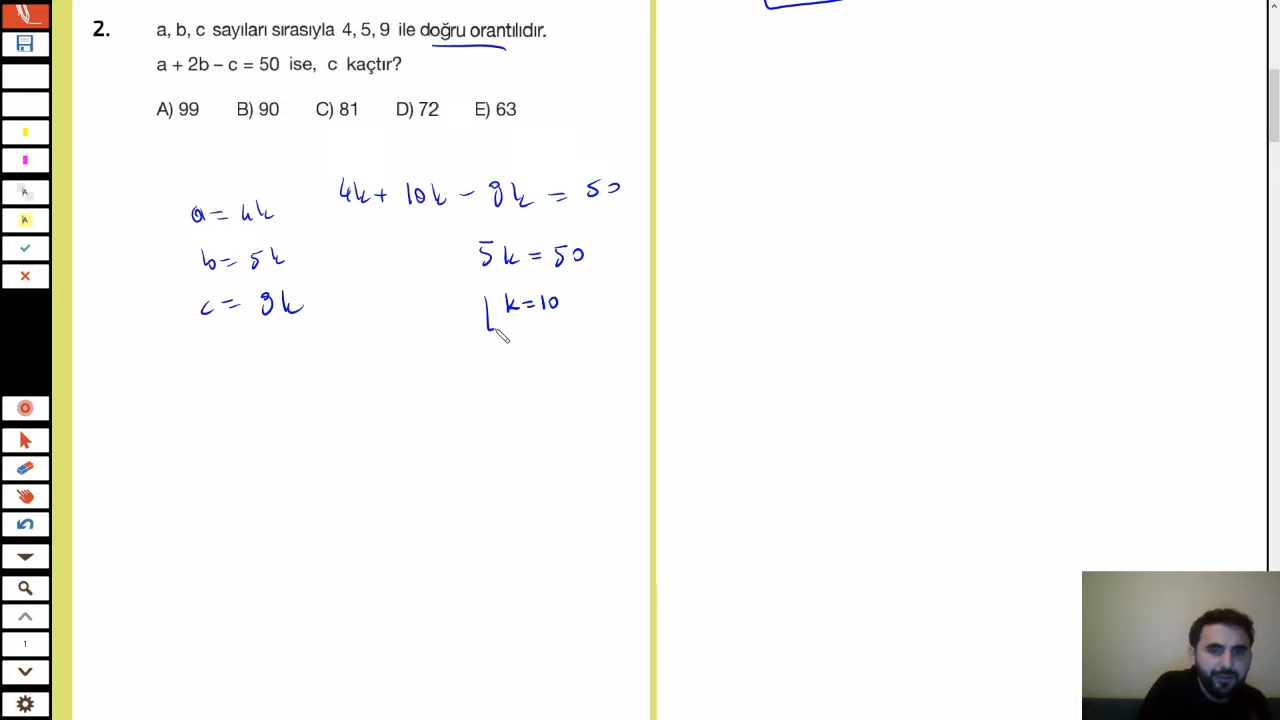 2. a, b, c sayıları sırasıyla 4, 5, 9 ile doğru orantılıdır.
a + 2b – c = 50 ise, c kaçtır?
A) 99 B) 90 C) 81 D) 72 E) 63
4k + 10k – 9k = 50
a = 4k
b = 5k
5k = 50
c = 9k
k = 10
A
A
1